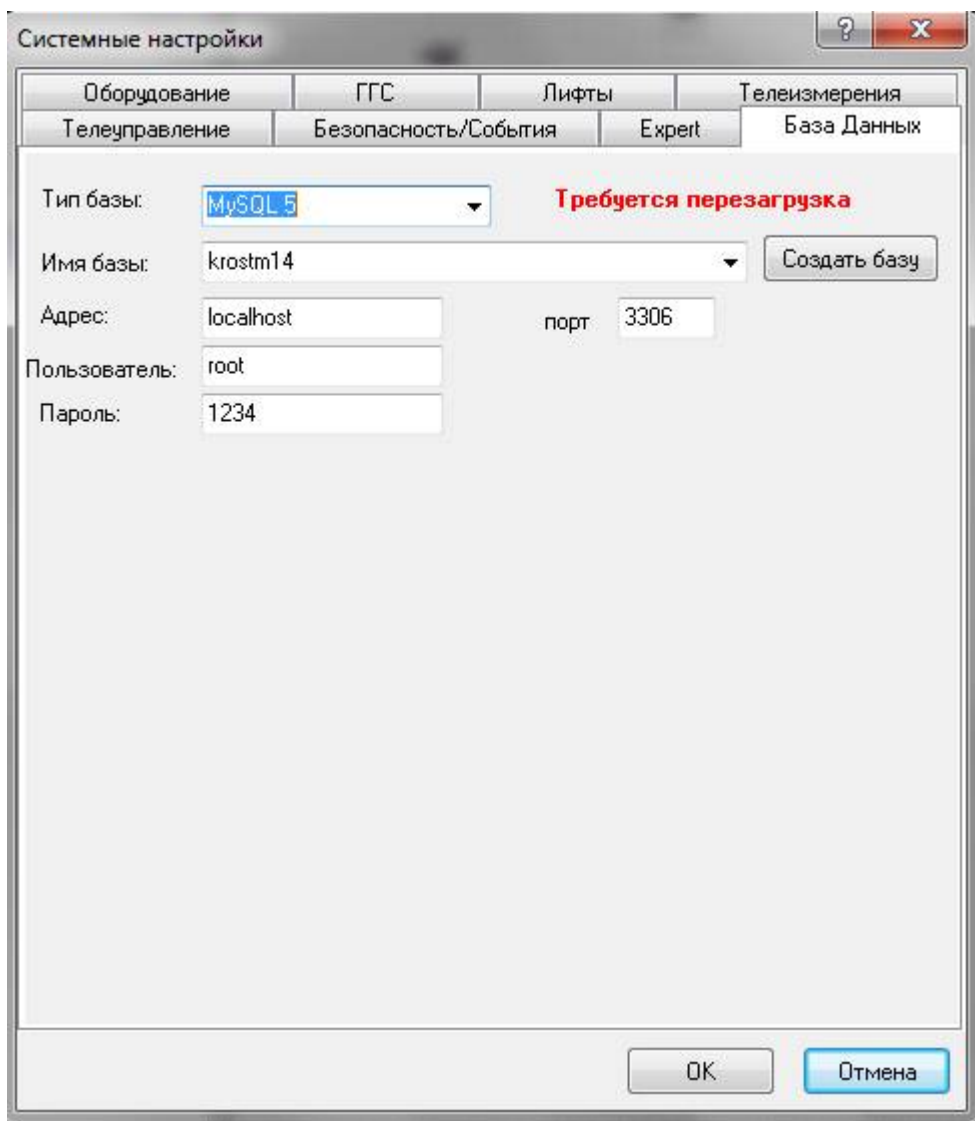 Системные настройки
Оборудование ГГС Лифты Телеизмерения
Телеуправление Безопасность/События Expert База Данных
Тип базы: MySQL 5 Требуется перезагрузка
Имя базы: krostm14 Создать базу
Адрес: localhost порт 3306
Пользователь: root
Пароль: 1234
OK Отмена